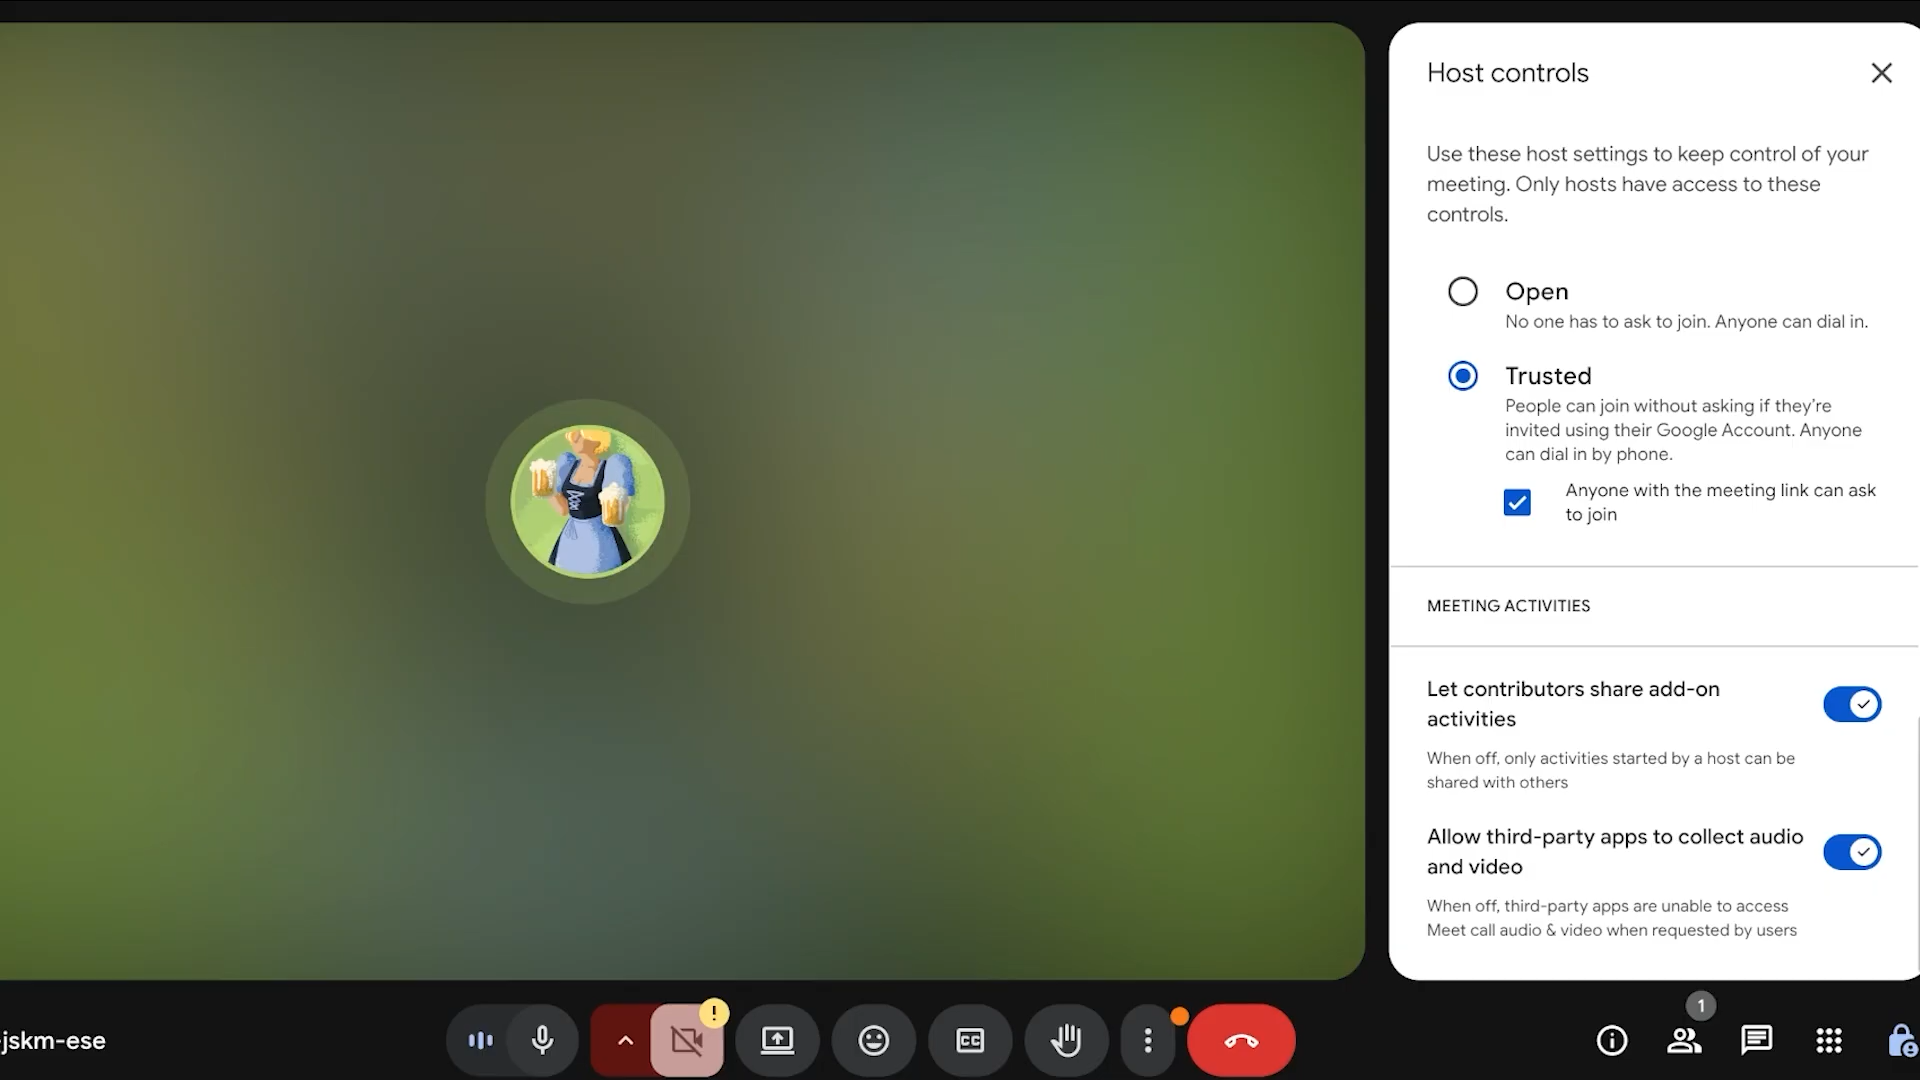 Host controls
Use these host settings to keep control of your
meeting. Only hosts have access to these
controls.
Open
No one has to ask to join. Anyone can dial in.
Trusted
People can join without asking if they're
invited using their Google Account. Anyone
can dial in by phone.
Anyone with the meeting link can ask
to join
MEETING ACTIVITIES
Let contributors share add-on
activities
When off, only activities started by a host can be
shared with others
Allow third-party apps to collect audio
and video
When off, third-party apps are unable to access
Meet call audio & video when requested by users
-jskm-ese
!
CC
1